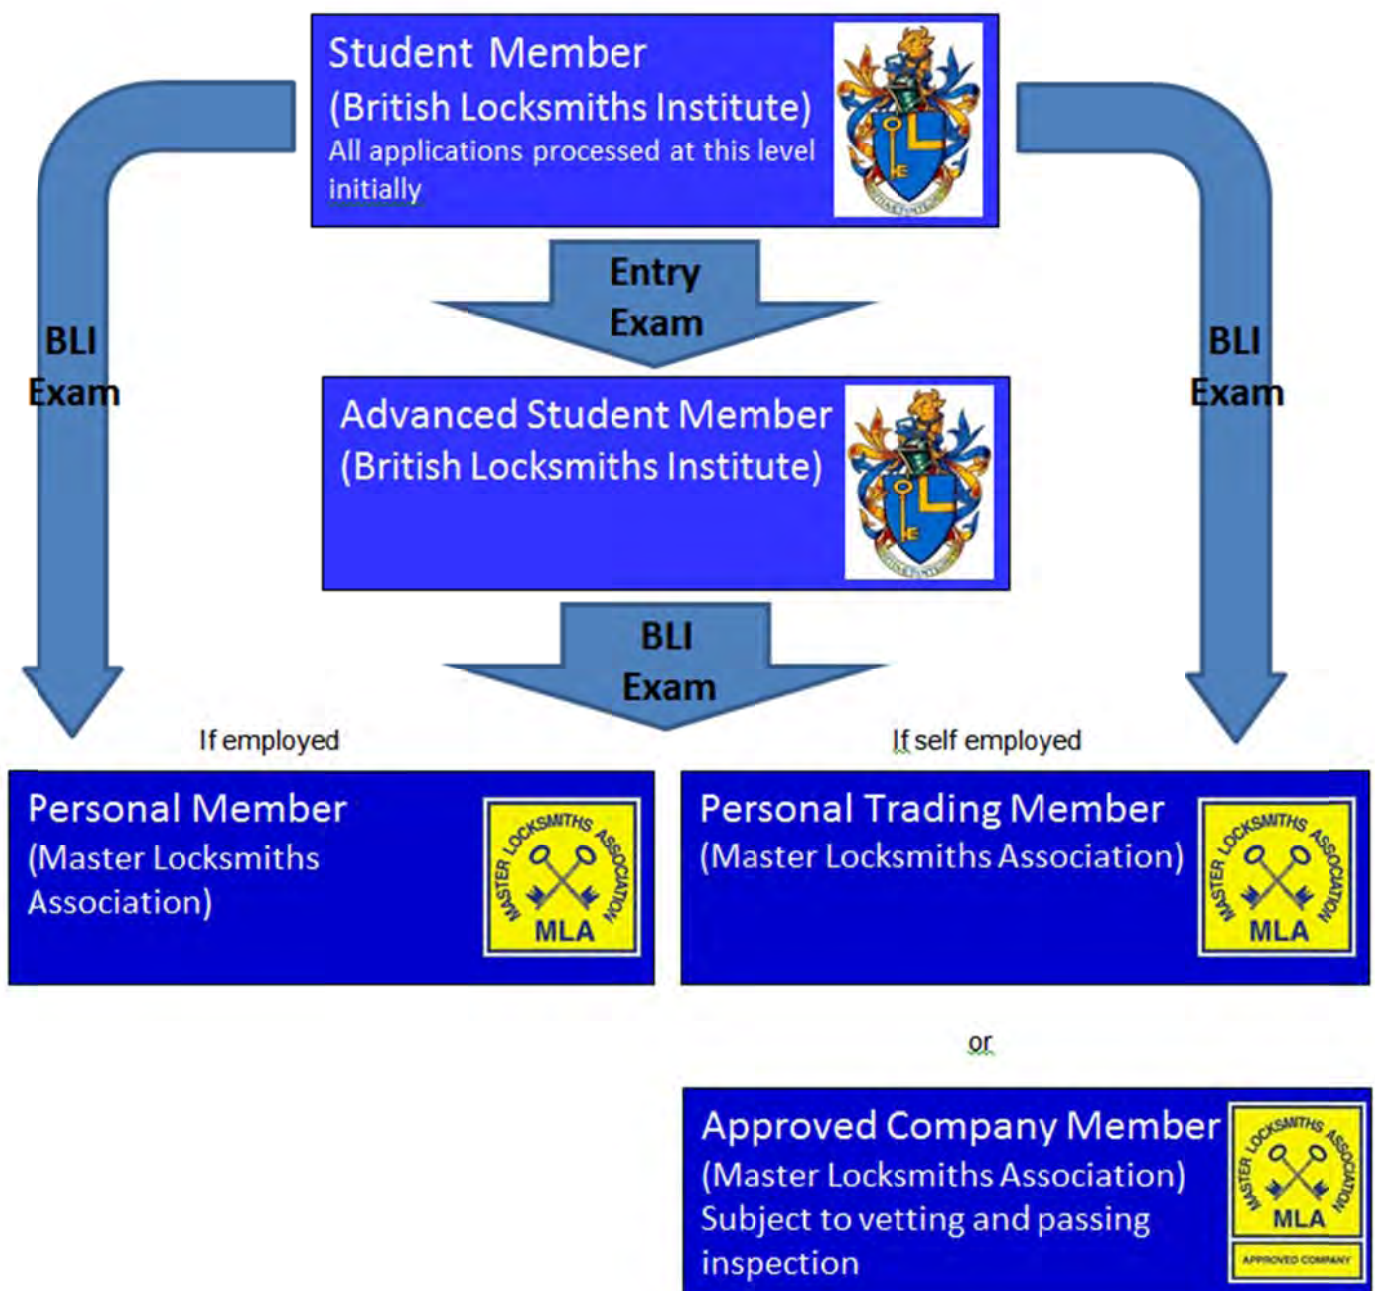 Student Member
(British Locksmiths Institute)
All applications processed at this level
initially
Entry
Exam
BLI
Exam
BLI
Exam
Advanced Student Member
(British Locksmiths Institute)
BLI
Exam
If employed
If self employed
Personal Member
(Master Locksmiths
Association)
MASTER LOCKSMITHS ASSOCIATION
MLA
Personal Trading Member
(Master Locksmiths Association)
MASTER LOCKSMITHS ASSOCIATION
MLA
or
Approved Company Member
(Master Locksmiths Association)
Subject to vetting and passing
inspection
MASTER LOCKSMITHS ASSOCIATION
MLA
APPROVED COMPANY